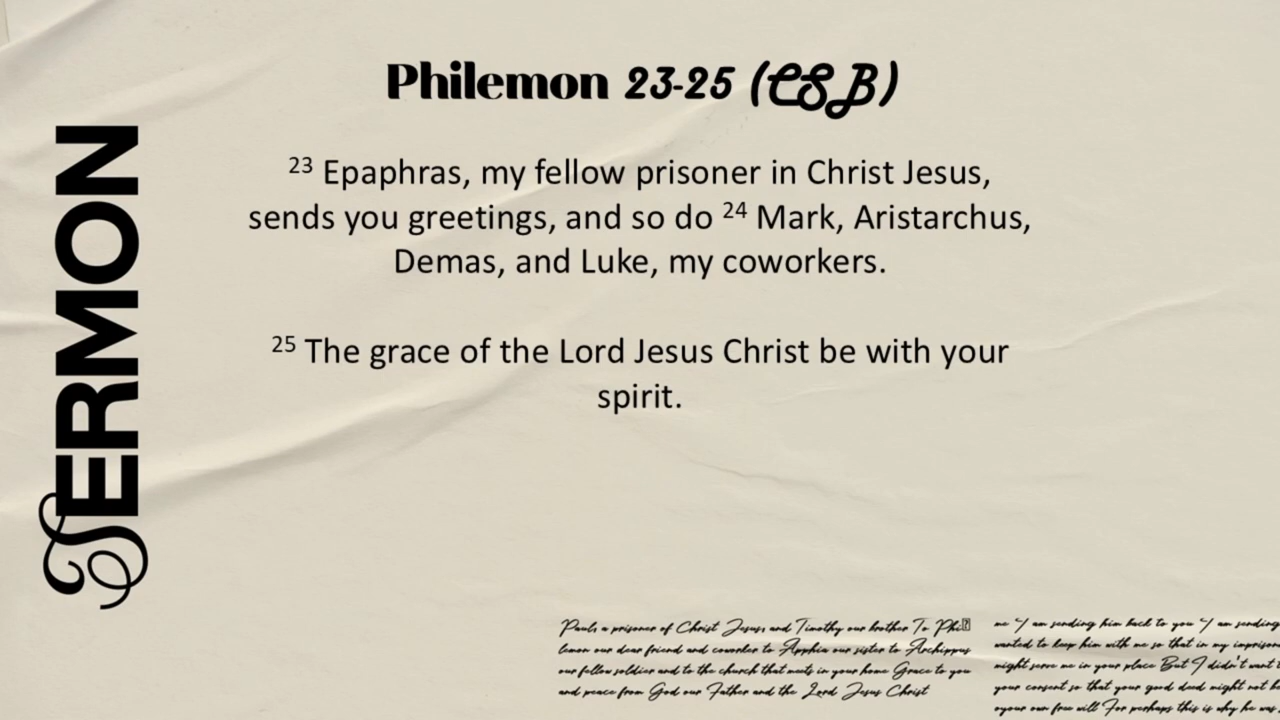 SERMON
Philemon 23-25 (CSB)
23 Epaphras, my fellow prisoner in Christ Jesus,
sends you greetings, and so do 24 Mark, Aristarchus,
Demas, and Luke, my coworkers.
25 The grace of the Lord Jesus Christ be with your
spirit.
Paul, a prisoner of Christ Jesus, and Timothy our brother To Phi
lemon our dear friend and coworker to Apphia our sister to Archippus
our fellow soldier and to the church that meets in your home Grace to you
and peace from God our Father and the Lord Jesus Christ
me I am sending him back to you I am sending
wanted to keep him with me so that in my imprison
might serve me in your place But I didn't want t
your consent so that your good deed might not b
oyour own free will For perhaps this is why he was